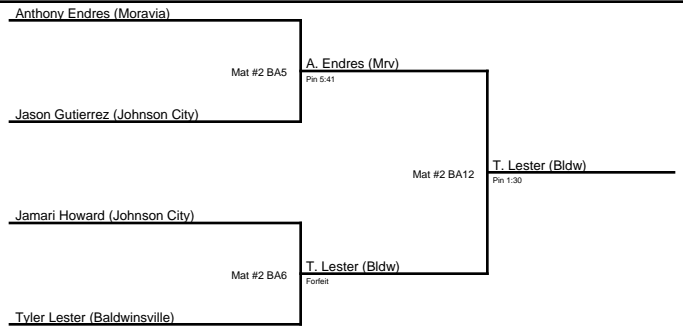 Anthony Endres (Moravia)
Mat #2 BA5
A. Endres (Mrv)
Pin 5:41
Jason Gutierrez (Johnson City)
Mat #2 BA12
T. Lester (Bldw)
Pin 1:30
Jamari Howard (Johnson City)
Mat #2 BA6
T. Lester (Bldw)
Forfeit
Tyler Lester (Baldwinsville)